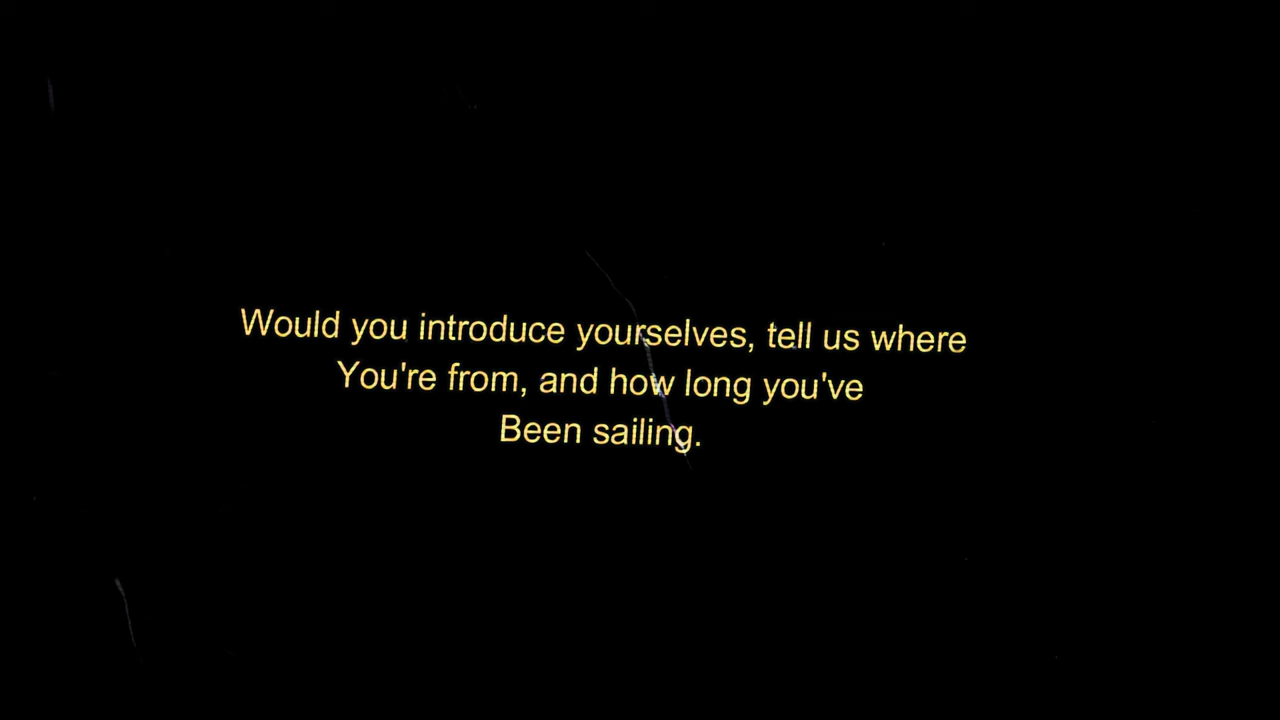 Would you introduce yourselves, tell us where
You're from, and how long you've
Been sailing.